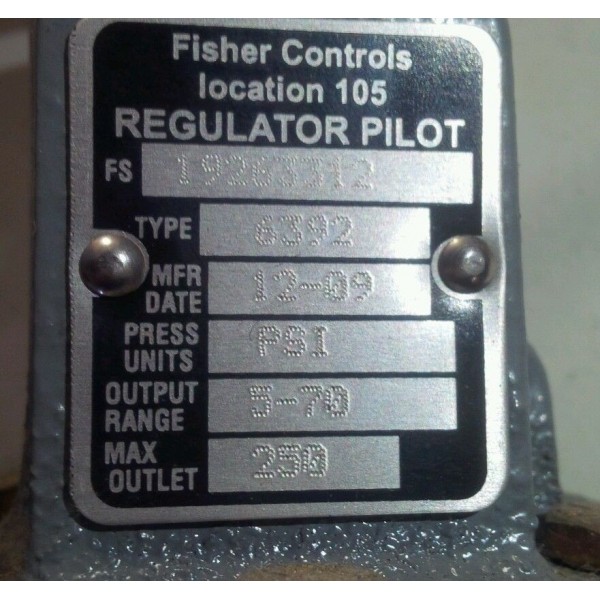 Fisher Controls
location 105
REGULATOR PILOT
FS 19263312
TYPE 6392
MFR DATE 12-09
PRESS UNITS PSI
OUTPUT RANGE 5-70
MAX OUTLET 250